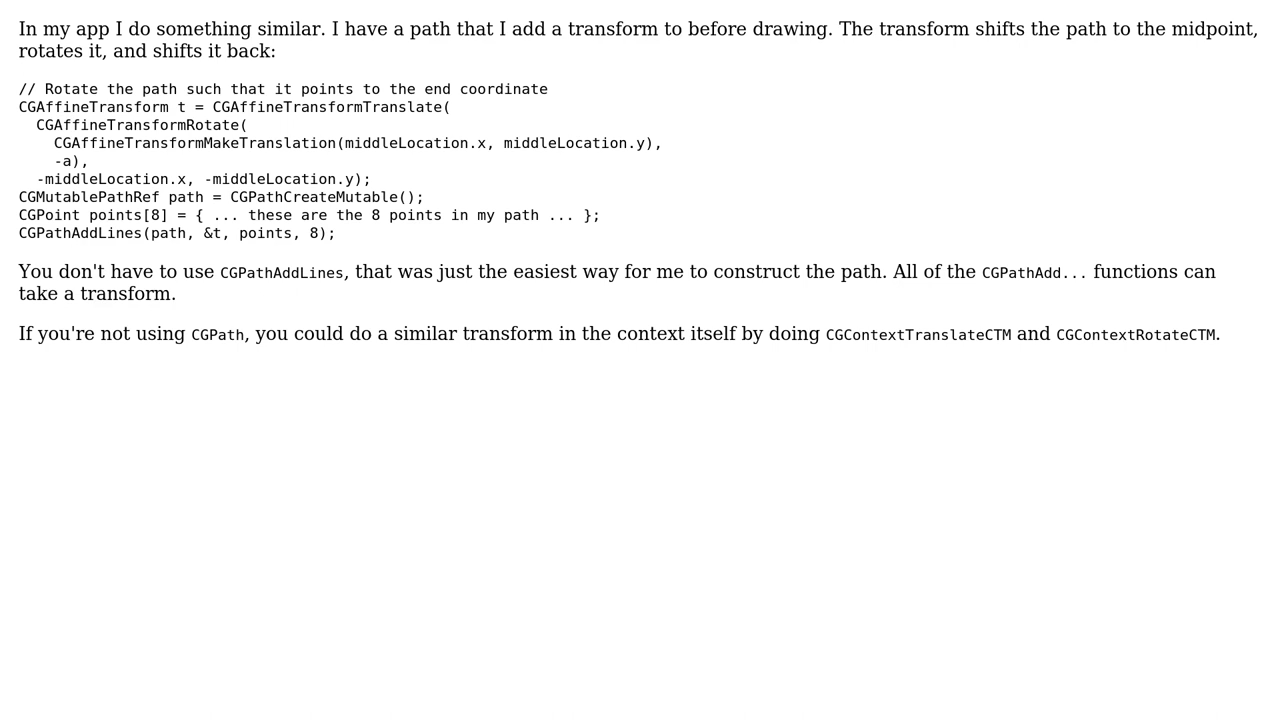 In my app I do something similar. I have a path that I add a transform to before drawing. The transform shifts the path to the midpoint,
rotates it, and shifts it back:
// Rotate the path such that it points to the end coordinate
CGAffineTransform t = CGAffineTransformTranslate(
  CGAffineTransformRotate(
    CGAffineTransformMakeTranslation(middleLocation.x, middleLocation.y),
    -a),
  -middleLocation.x, -middleLocation.y);
CGMutablePathRef path = CGPathCreateMutable();
CGPoint points[8] = { ... these are the 8 points in my path ... };
CGPathAddLines(path, &t, points, 8);
You don't have to use CGPathAddLines, that was just the easiest way for me to construct the path. All of the CGPathAdd... functions can
take a transform.
If you're not using CGPath, you could do a similar transform in the context itself by doing CGContextTranslateCTM and CGContextRotateCTM.